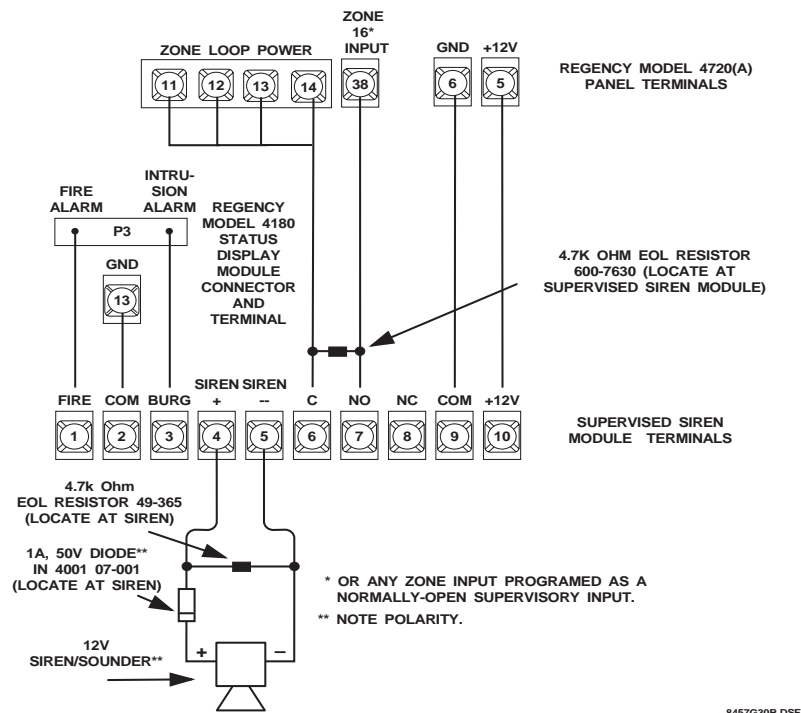 ZONE
16*
INPUT
ZONE LOOP POWER
GND +12V
REGENCY MODEL 4720(A)
PANEL TERMINALS
11 12 13 14 38 6 5
FIRE
ALARM
INTRU-
SION
ALARM
P3
REGENCY
MODEL 4180
STATUS
DISPLAY
MODULE
CONNECTOR
AND
TERMINAL
GND
13
4.7K OHM EOL RESISTOR
600-7630 (LOCATE AT
SUPERVISED SIREN MODULE)
SIREN SIREN
FIRE COM BURG + -- C NO NC COM +12V
1 2 3 4 5 6 7 8 9 10
SUPERVISED SIREN
MODULE TERMINALS
4.7k Ohm
EOL RESISTOR 49-365
(LOCATE AT SIREN)
1A, 50V DIODE**
IN 4001 07-001
(LOCATE AT SIREN)
* OR ANY ZONE INPUT PROGRAMED AS A
NORMALLY-OPEN SUPERVISORY INPUT.
** NOTE POLARITY.
12V
SIREN/SOUNDER**
+ −
8457G30B.DSF